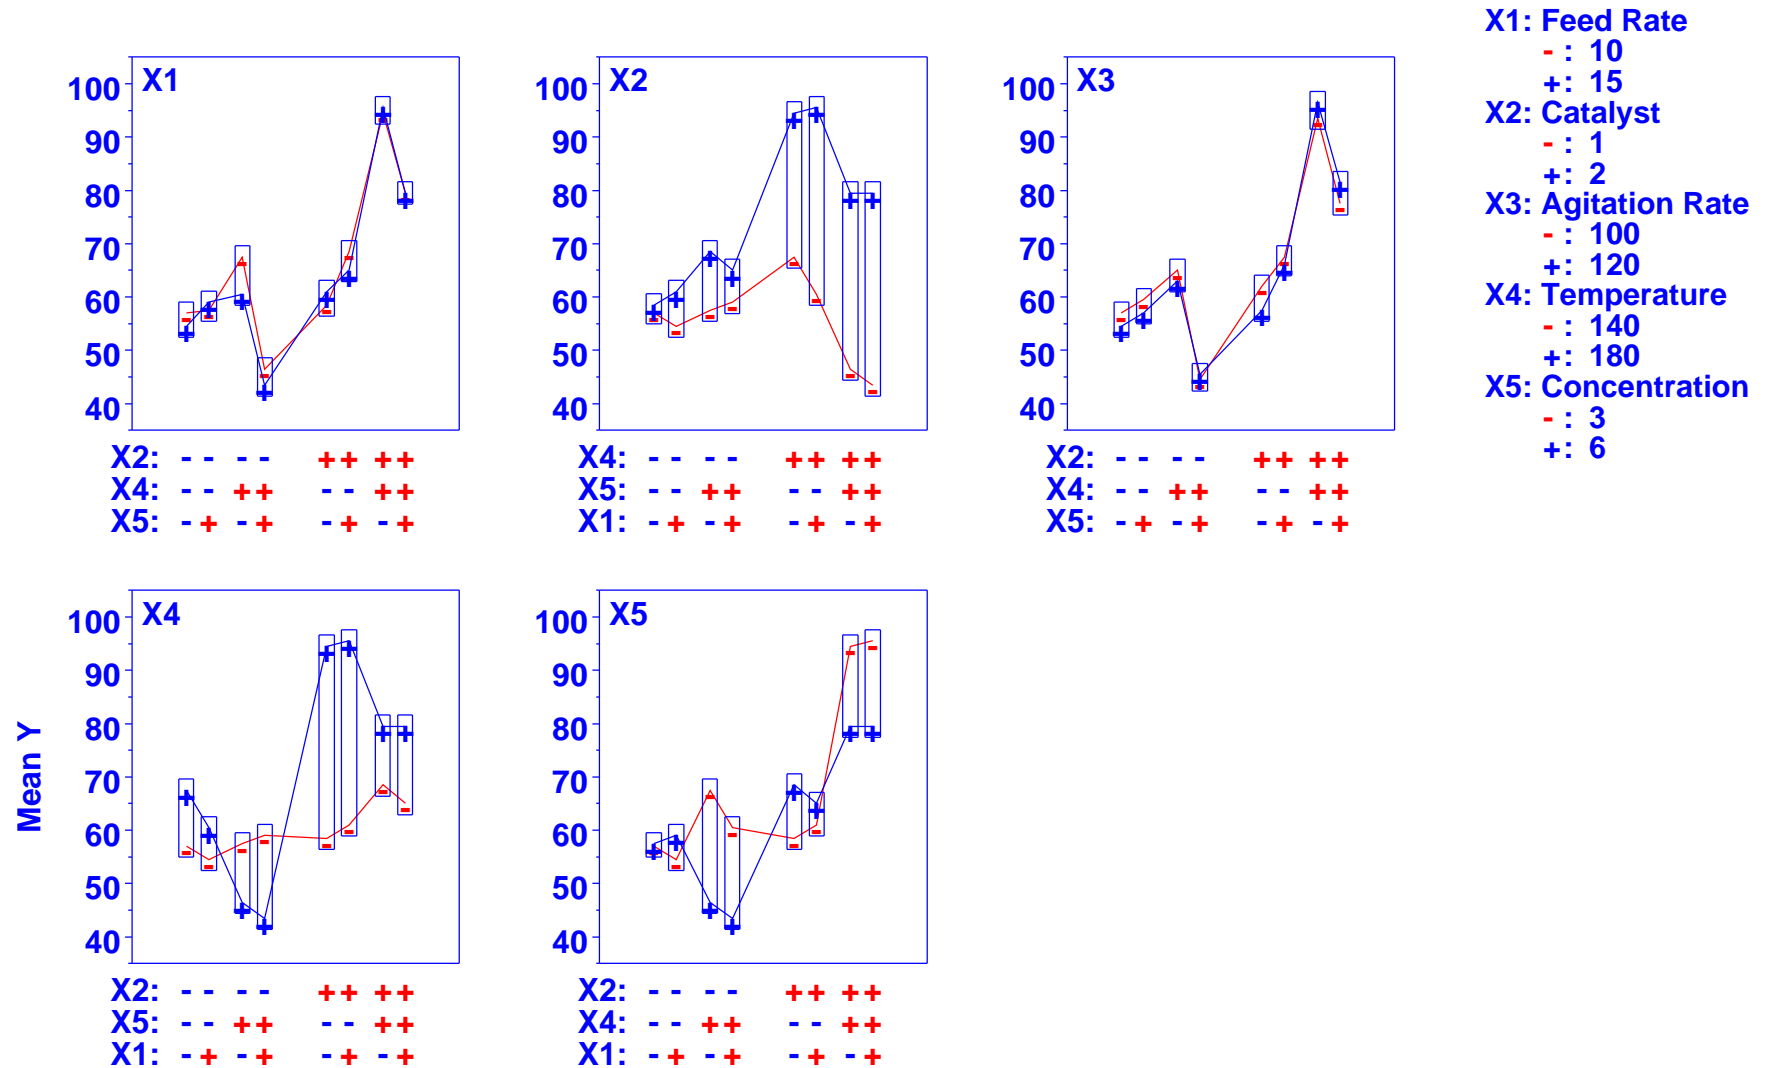 X1
100
90
80
70
60
50
40
X2: - - - - + + + +
X4: - - + + - - + +
X5: - + - + - + - +
X2
100
90
80
70
60
50
40
X4: - - - - + + + +
X5: - - + + - - + +
X1: - + - + - + - +
X3
100
90
80
70
60
50
40
X2: - - - - + + + +
X4: - - + + - - + +
X5: - + - + - + - +
X1: Feed Rate
- : 10
+: 15
X2: Catalyst
- : 1
+: 2
X3: Agitation Rate
- : 100
+: 120
X4: Temperature
- : 140
+: 180
X5: Concentration
- : 3
+: 6
Mean Y
X4
100
90
80
70
60
50
40
X2: - - - - + + + +
X5: - - + + - - + +
X1: - + - + - + - +
X5
100
90
80
70
60
50
40
X2: - - - - + + + +
X4: - - + + - - + +
X1: - + - + - + - +